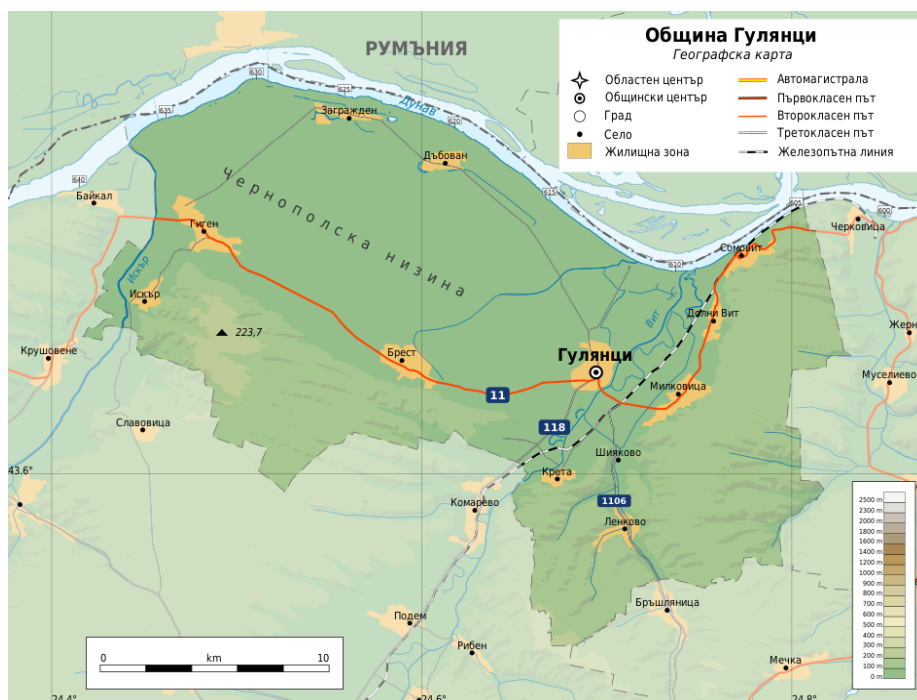 РУМЪНИЯ
Община Гулянци
Географска карта
Областен център
Общински център
Град
Село
Жилищна зона
Автомагистрала
Първокласен път
Второкласен път
Третокласен път
Железопътна линия
630
625
635
Загражден
Дунав
620
Дъбован
640
615
Байкал
ЧЕРНОПОЛСКА НИЗИНА
605
600
Гиген
Черковица
Сомовит
610
Искър
Искър
Вит
Долни Вит
223,7
Жерн
Крушовене
Брест
Гулянци
Муселиево
Милковица
11
118
Славовица
Шияково
43.6°
Крета
1106
Комарево
Ленково
2500 m
2300 m
2000 m
1800 m
1600 m
1400 m
1200 m
1000 m
900 m
800 m
700 m
600 m
500 m
400 m
300 m
200 m
100 m
0 m
Бръшляница
Подем
Рибен
Мечка
0 km 10
24.4°
24.6°
24.8°